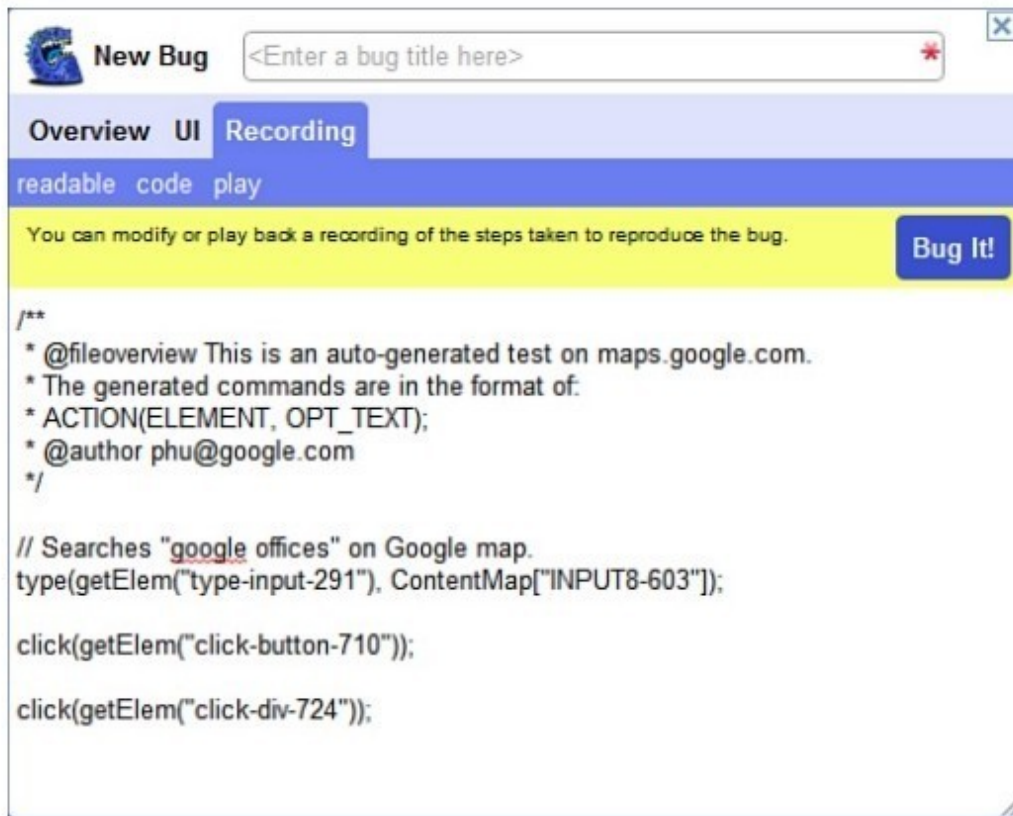 New Bug <Enter a bug title here> *
Overview UI Recording
readable code play
You can modify or play back a recording of the steps taken to reproduce the bug.
Bug It!
/**
* @fileoverview This is an auto-generated test on maps.google.com.
* The generated commands are in the format of:
* ACTION(ELEMENT, OPT_TEXT);
* @author phu@google.com
*/
// Searches "google offices" on Google map.
type(getElem("type-input-291"), ContentMap["INPUT8-603"]);
click(getElem("click-button-710"));
click(getElem("click-div-724"));